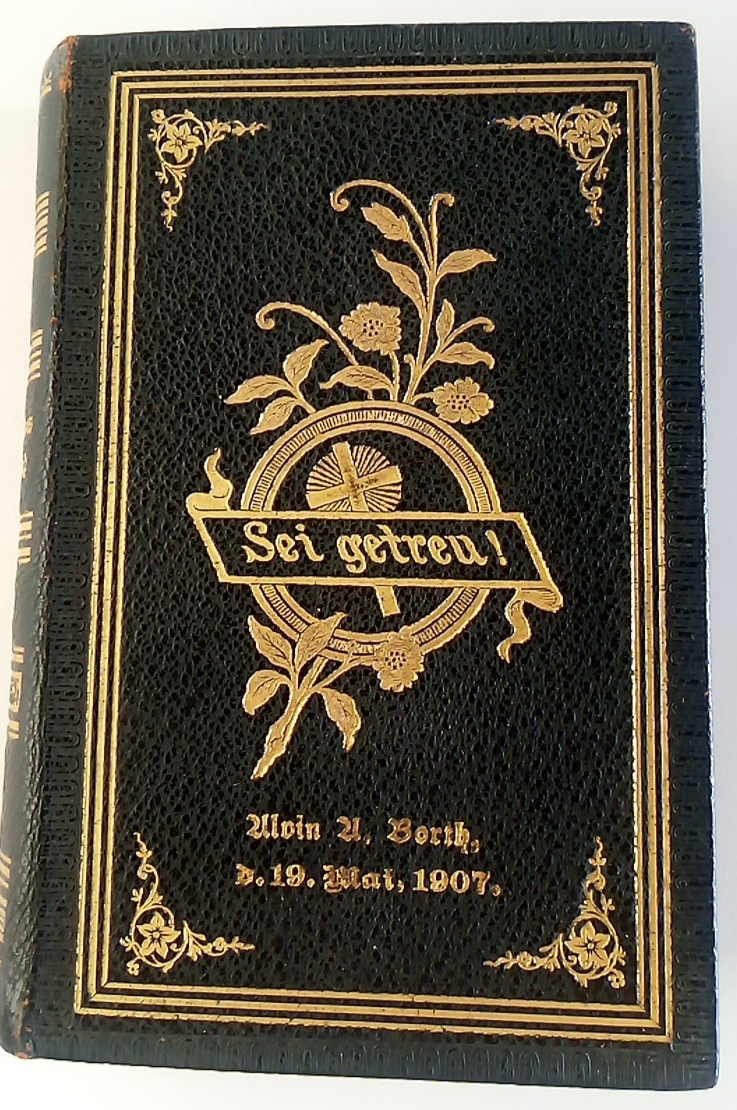 Sei getreu!
Alvin A. Borth,
d. 19. Mai, 1907.